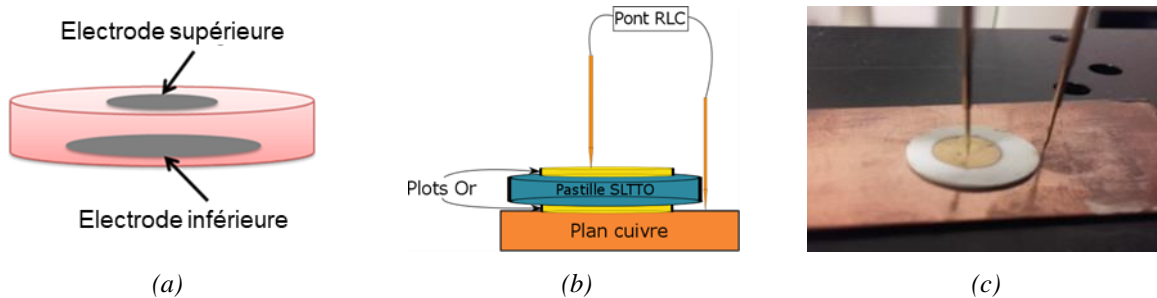 Electrode supérieure
Electrode inférieure
(a)
Pont RLC
Plots Or
Pastille SLTTO
Plan cuivre
(b)
(c)